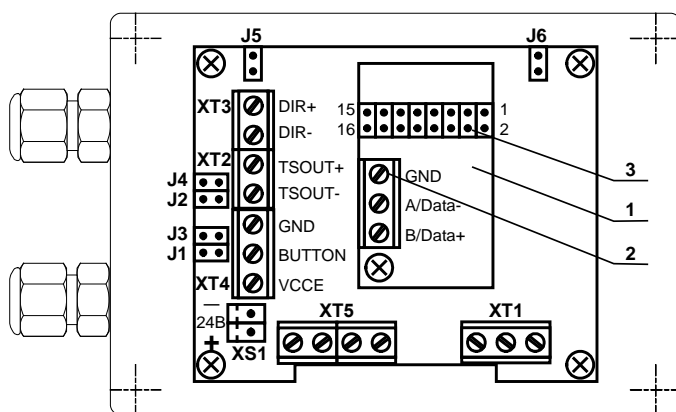 J5
J6
XT3
DIR+
DIR-
15
1
16
2
XT2
TSOUT+
TSOUT-
3
J4
J2
GND
1
A/Data-
J3
J1
GND
BUTTON
B/Data+
2
XT4
VCCE
–
24В
+
XS1
XT5
XT1